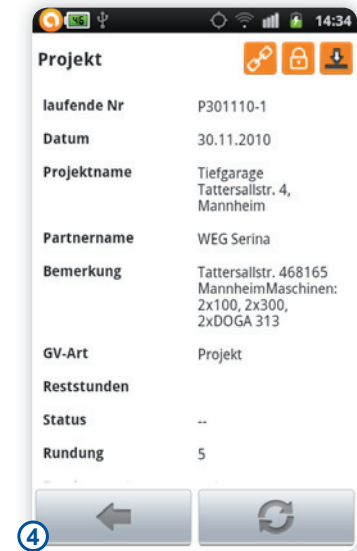 45 14:34
Projekt
laufende Nr P301110-1
Datum 30.11.2010
Projektname Tiefgarage
Tattersallstr. 4,
Mannheim
Partnername WEG Serina
Bemerkung Tattersallstr. 468165
MannheimMaschinen:
2x100, 2x300,
2xDOGA 313
GV-Art Projekt
Reststunden
Status --
Rundung 5
4